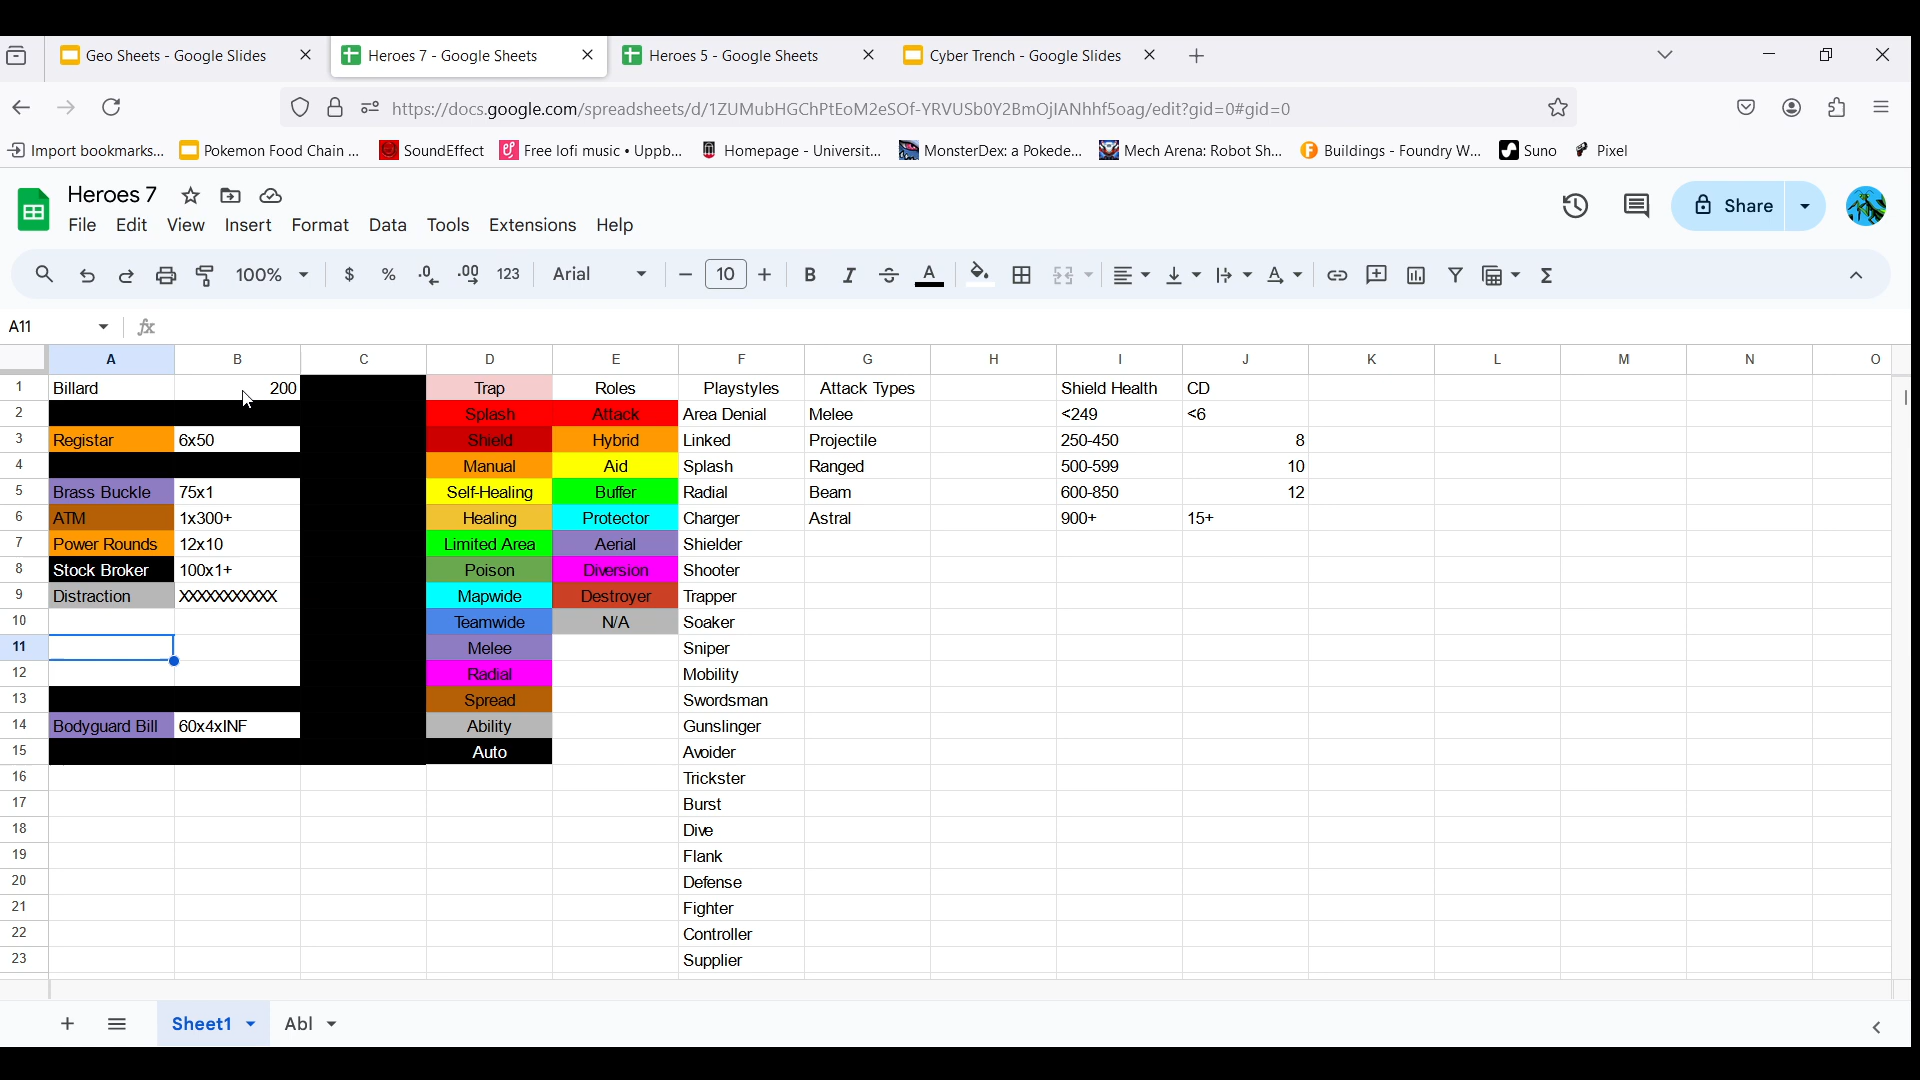 Geo Sheets - Google Slides
Heroes 7 - Google Sheets
Heroes 5 - Google Sheets
Cyber Trench - Google Slides
https://docs.google.com/spreadsheets/d/1ZUMubHGChPtEoM2eSOf-YRVUSb0Y2BmOjIANhhf5oag/edit?gid=0#gid=0
Import bookmarks... Pokemon Food Chain ... SoundEffect Free lofi music • Uppb... Homepage - Universit... MonsterDex: a Pokede... Mech Arena: Robot Sh... Buildings - Foundry W... Suno Pixel
Heroes 7
Share
File Edit View Insert Format Data Tools Extensions Help
100% $ % .0 .00 123 Arial 10 B I A
A11 fx
A B C D E F G H I J K L M N O
1 Billard 200 Trap Roles Playstyles Attack Types Shield Health CD
2 Splash Attack Area Denial Melee <249 <6
3 Registar 6x50 Shield Hybrid Linked Projectile 250-450 8
4 Manual Aid Splash Ranged 500-599 10
5 Brass Buckle 75x1 Self-Healing Buffer Radial Beam 600-850 12
6 ATM 1x300+ Healing Protector Charger Astral 900+ 15+
7 Power Rounds 12x10 Limited Area Aerial Shielder
8 Stock Broker 100x1+ Poison Diversion Shooter
9 Distraction XXXXXXXXXXX Mapwide Destroyer Trapper
10 Teamwide N/A Soaker
11 Melee Sniper
12 Radial Mobility
13 Spread Swordsman
14 Bodyguard Bill 60x4xINF Ability Gunslinger
15 Auto Avoider
16 Trickster
17 Burst
18 Dive
19 Flank
20 Defense
21 Fighter
22 Controller
23 Supplier
Sheet1 Abl